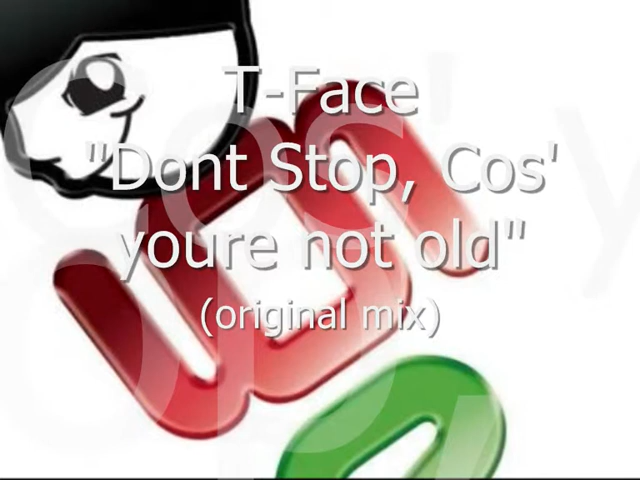 T-Face
"Dont Stop, Cos'
youre not old"
(original mix)